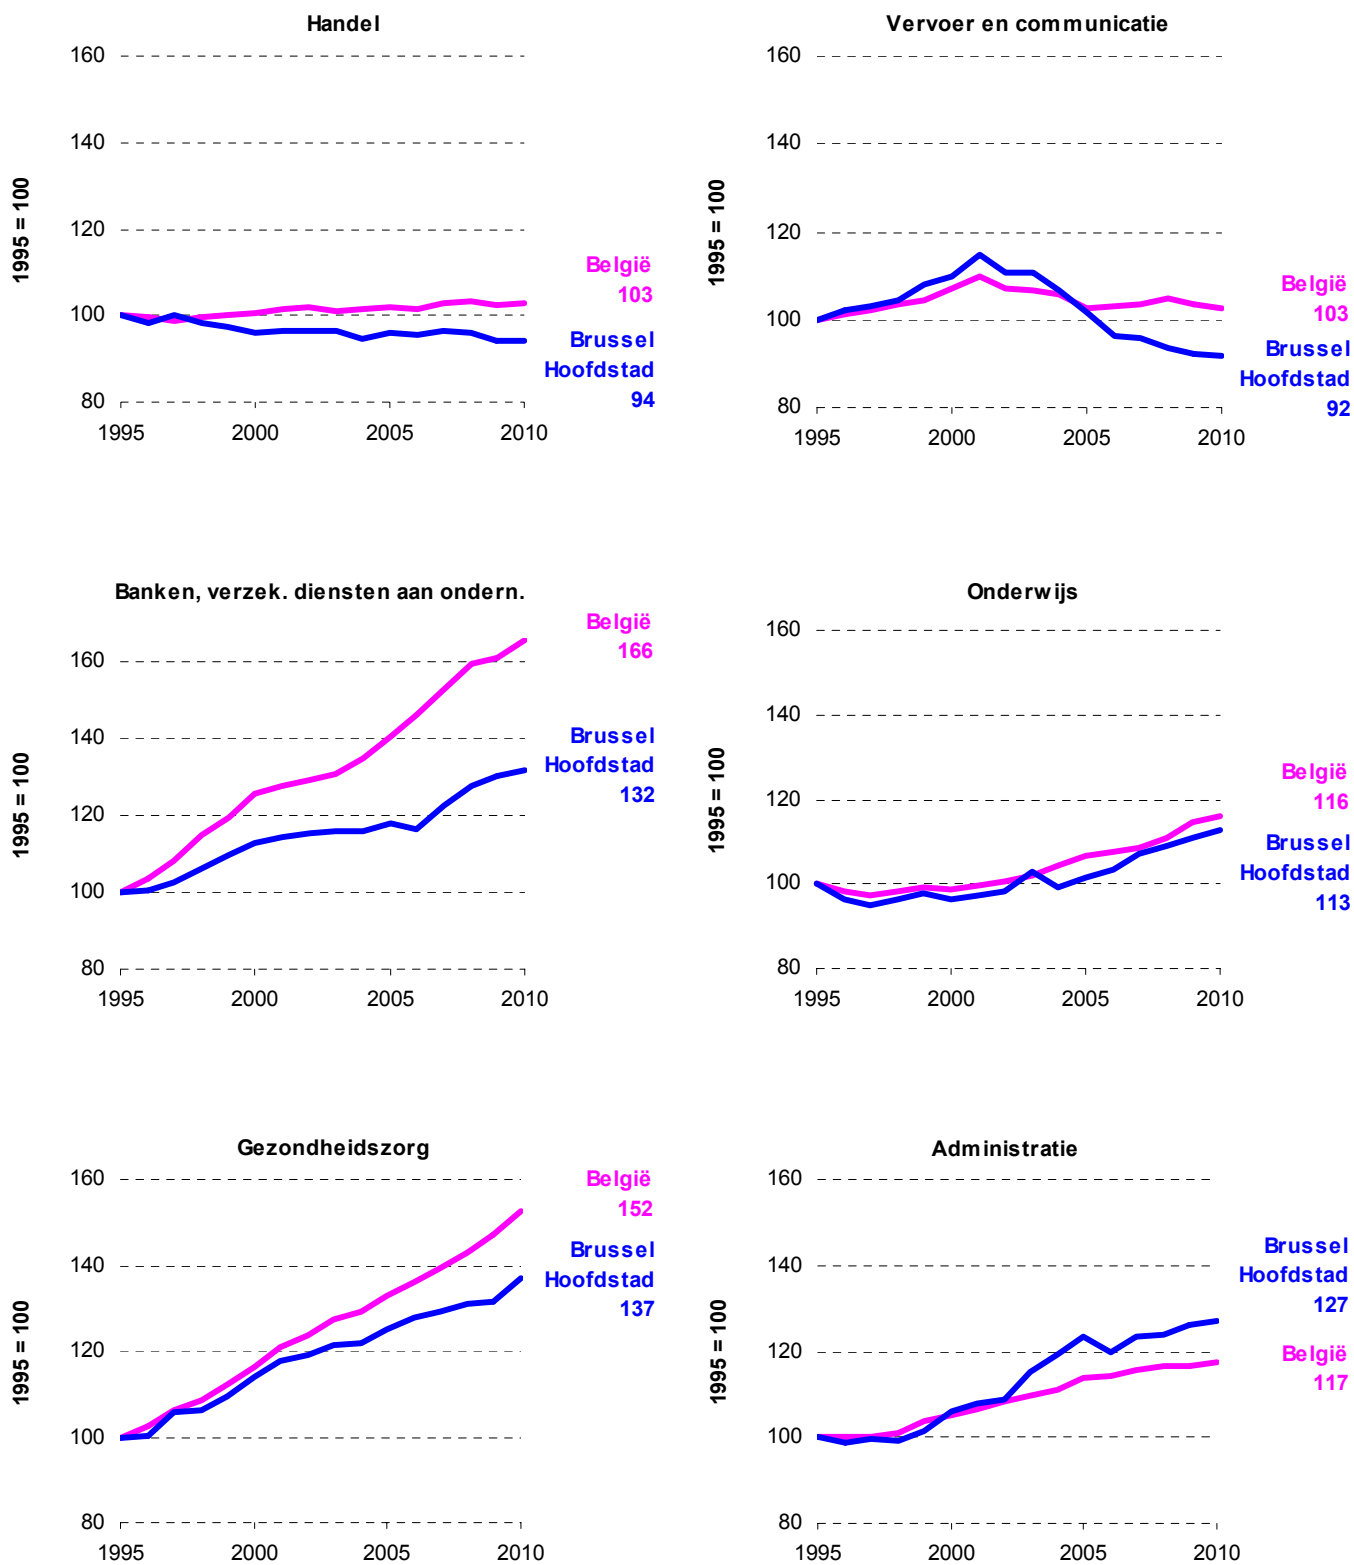 Handel
160
140
120
100
80
1995 = 100
België
103
Brussel
Hoofdstad
94
1995 2000 2005 2010
Vervoer en communicatie
160
140
120
100
80
1995 = 100
België
103
Brussel
Hoofdstad
92
1995 2000 2005 2010
Banken, verzek. diensten aan ondern.
160
140
120
100
80
1995 = 100
België
166
Brussel
Hoofdstad
132
1995 2000 2005 2010
Onderwijs
160
140
120
100
80
1995 = 100
België
116
Brussel
Hoofdstad
113
1995 2000 2005 2010
Gezondheidszorg
160
140
120
100
80
1995 = 100
België
152
Brussel
Hoofdstad
137
1995 2000 2005 2010
Administratie
160
140
120
100
80
1995 = 100
Brussel
Hoofdstad
127
België
117
1995 2000 2005 2010